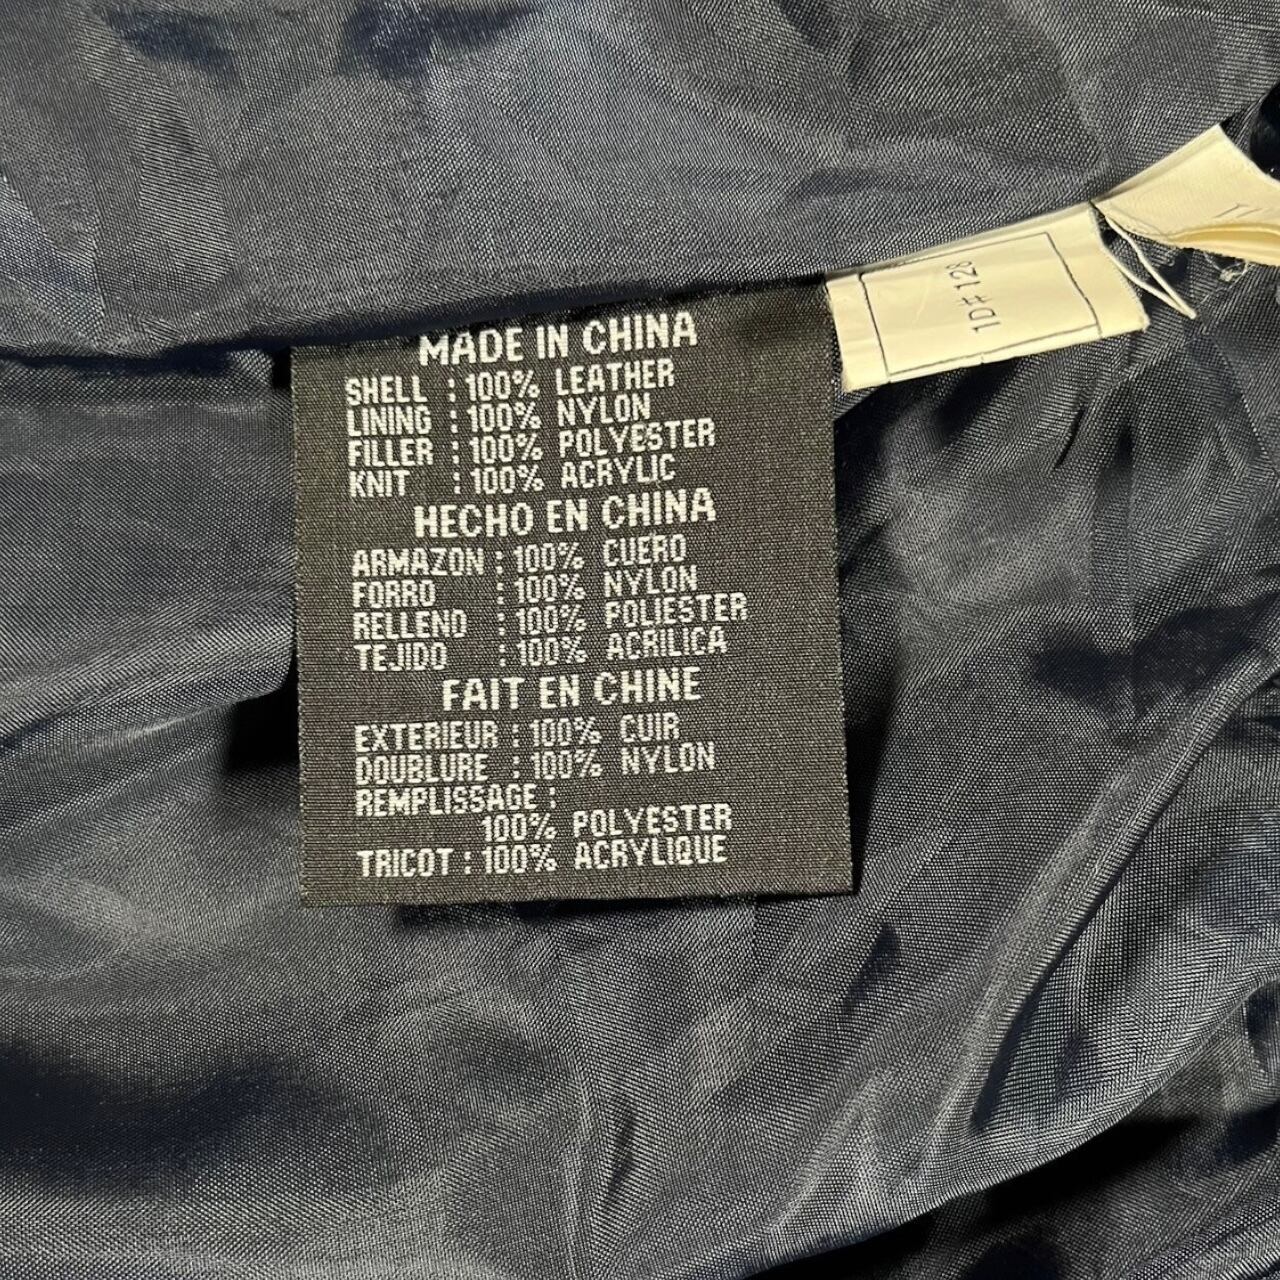 MADE IN CHINA
SHELL : 100% LEATHER
LINING : 100% NYLON
FILLER : 100% POLYESTER
KNIT : 100% ACRYLIC
HECHO EN CHINA
ARMAZON : 100% CUERO
FORRO : 100% NYLON
RELLENO : 100% POLIESTER
TEJIDO : 100% ACRILICA
FAIT EN CHINE
EXTERIEUR : 100% CUIR
DOUBLURE : 100% NYLON
REMPLISSAGE :
100% POLYESTER
TRICOT : 100% ACRYLIQUE
ID# 128